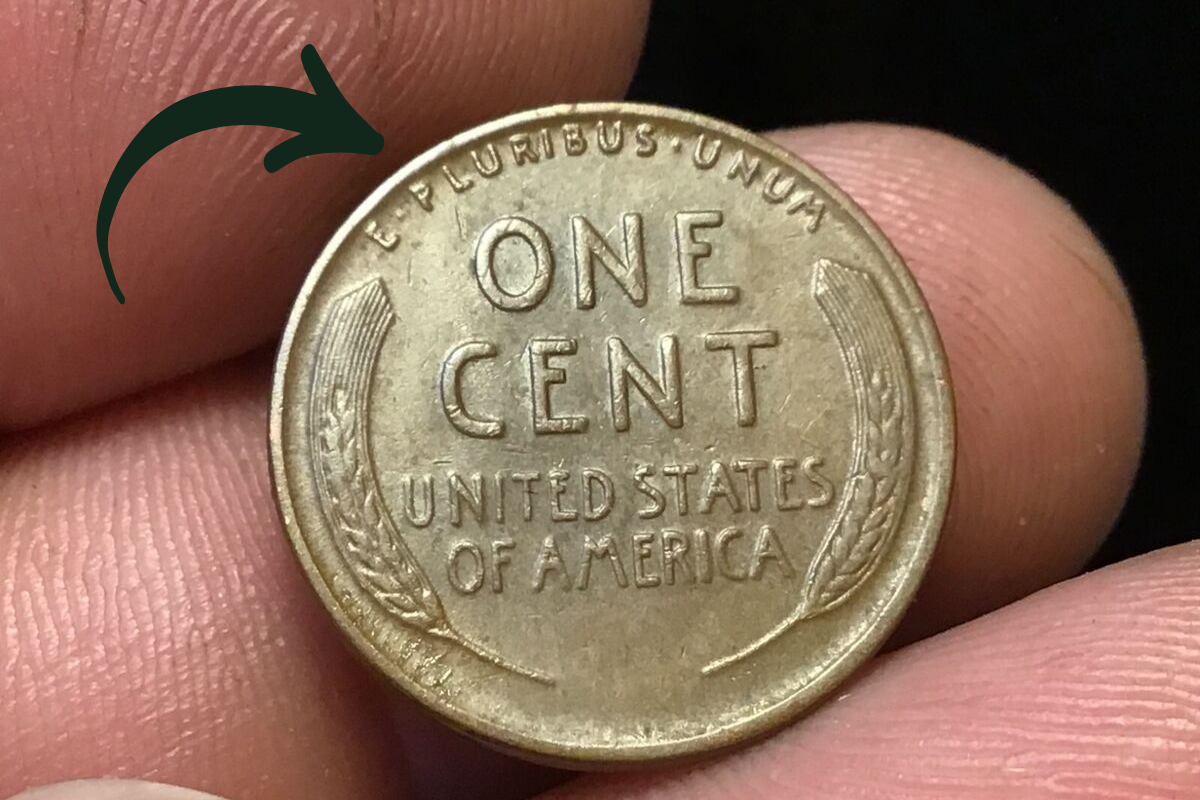 E·PLURIBUS·UNUM
ONE
CENT
UNITED STATES
OF AMERICA